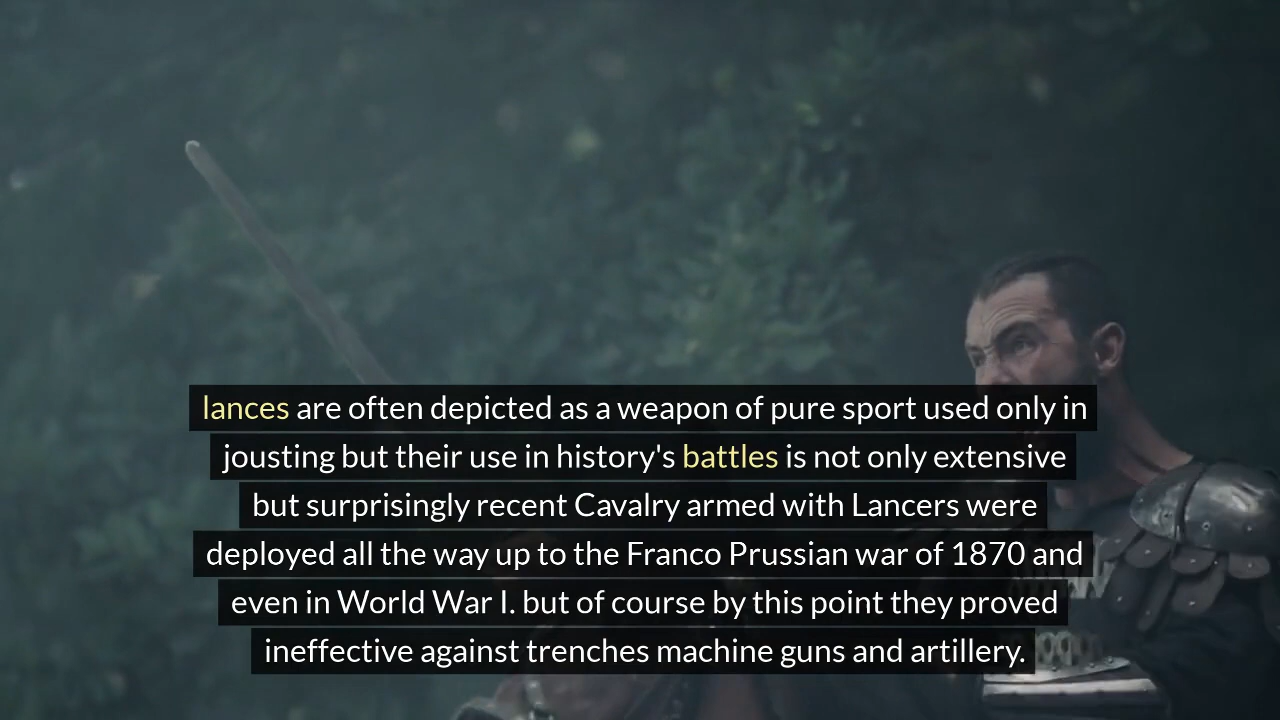 lances are often depicted as a weapon of pure sport used only in
jousting but their use in history's battles is not only extensive
but surprisingly recent Cavalry armed with Lancers were
deployed all the way up to the Franco Prussian war of 1870 and
even in World War I. but of course by this point they proved
ineffective against trenches machine guns and artillery.